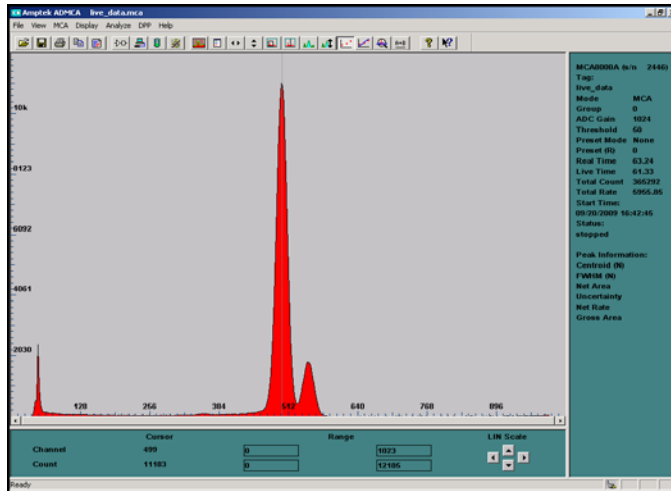 Amptek ADMCA live_data.mca
File View MCA Display Analyze DPP Help
10k
8123
6092
4061
2030
128 256 384 512 640 768 896
MCA8000A (s/n 2446)
Tag:
live_data
Mode MCA
Group 0
ADC Gain 1024
Threshold 50
Preset Mode None
Preset (R) 0
Real Time 63.24
Live Time 61.33
Total Count 365292
Total Rate 5955.85
Start Time:
09/20/2009 16:42:45
Status:
stopped
Peak Information:
Centroid (N)
FWHM (N)
Net Area
Uncertainty
Net Rate
Gross Area
Cursor Range LIN Scale
Channel 499 0 1023
Count 11183 0 12185
Ready